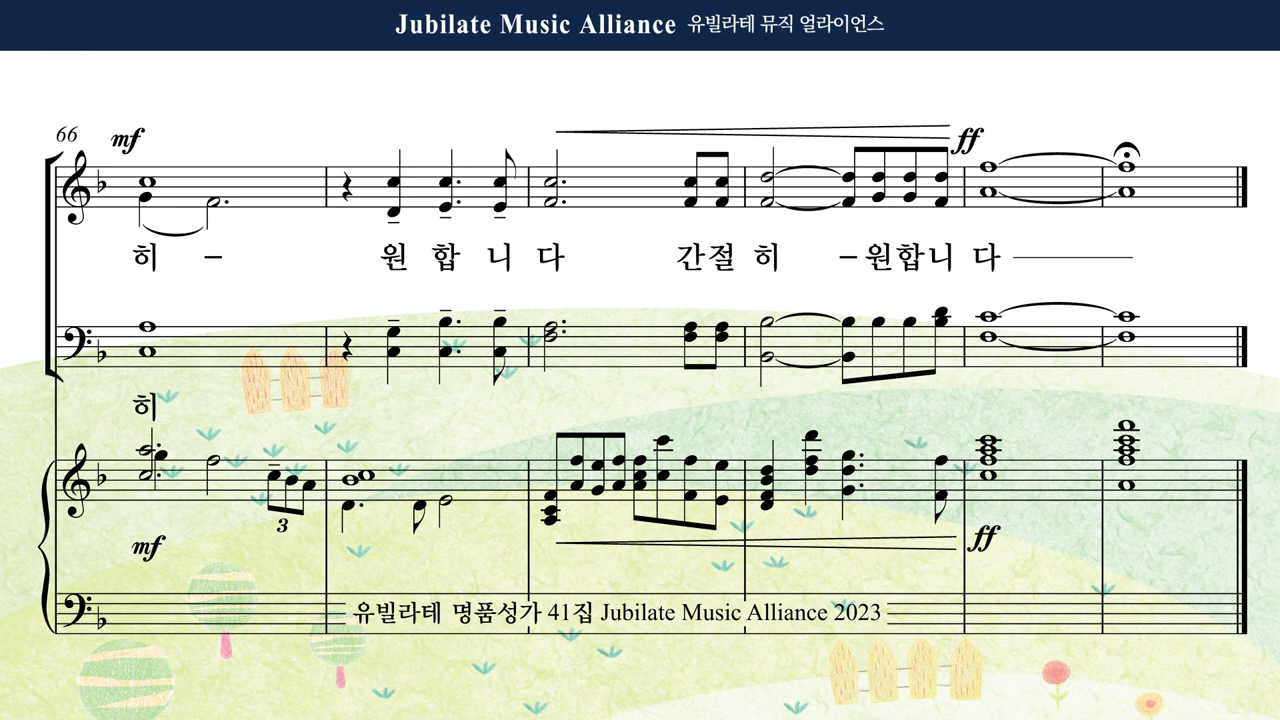 Jubilate Music Alliance 유빌라테 뮤직 얼라이언스
66
mf
ff
히 - 원 합 니 다 간절 히 - 원합니 다
히
3
mf
ff
유빌라테 명품성가 41집 Jubilate Music Alliance 2023